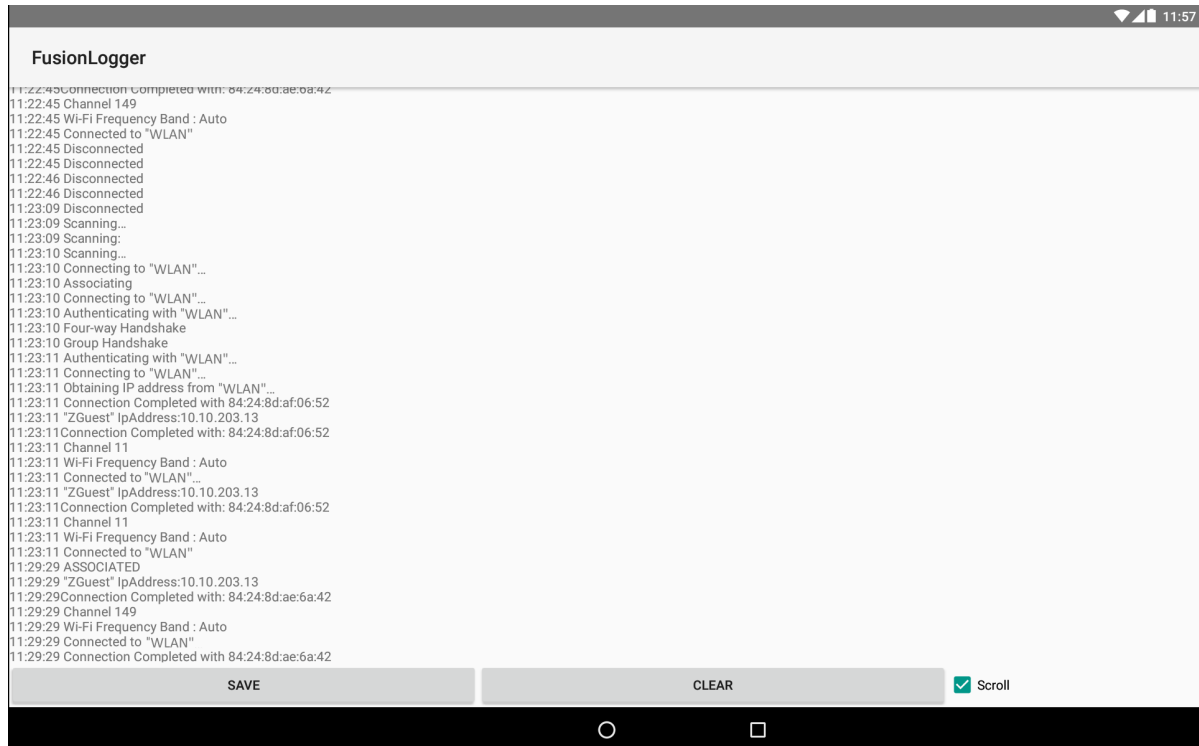 11:57
FusionLogger
11:22:45Connection Completed with: 84:24:8d:ae:6a:42
11:22:45 Channel 149
11:22:45 Wi-Fi Frequency Band : Auto
11:22:45 Connected to "WLAN"
11:22:45 Disconnected
11:22:45 Disconnected
11:22:46 Disconnected
11:22:46 Disconnected
11:23:09 Disconnected
11:23:09 Scanning...
11:23:09 Scanning:
11:23:10 Scanning...
11:23:10 Connecting to "WLAN"...
11:23:10 Associating
11:23:10 Connecting to "WLAN"...
11:23:10 Authenticating with "WLAN"...
11:23:10 Four-way Handshake
11:23:10 Group Handshake
11:23:11 Authenticating with "WLAN"...
11:23:11 Connecting to "WLAN"...
11:23:11 Obtaining IP address from "WLAN"...
11:23:11 Connection Completed with 84:24:8d:af:06:52
11:23:11 "ZGuest" IpAddress:10.10.203.13
11:23:11Connection Completed with: 84:24:8d:af:06:52
11:23:11 Channel 11
11:23:11 Wi-Fi Frequency Band : Auto
11:23:11 Connected to "WLAN"...
11:23:11 "ZGuest" IpAddress:10.10.203.13
11:23:11Connection Completed with: 84:24:8d:af:06:52
11:23:11 Channel 11
11:23:11 Wi-Fi Frequency Band : Auto
11:23:11 Connected to "WLAN"
11:29:29 ASSOCIATED
11:29:29 "ZGuest" IpAddress:10.10.203.13
11:29:29Connection Completed with: 84:24:8d:ae:6a:42
11:29:29 Channel 149
11:29:29 Wi-Fi Frequency Band : Auto
11:29:29 Connected to "WLAN"
11:29:29 Connection Completed with 84:24:8d:ae:6a:42
SAVE
CLEAR
Scroll